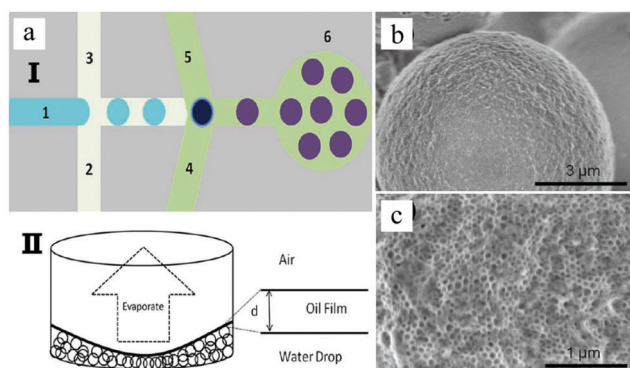 a
I
1
2
3
4
5
6
b
3 µm
c
1 µm
II
Evaporate
Air
d
Oil Film
Water Drop